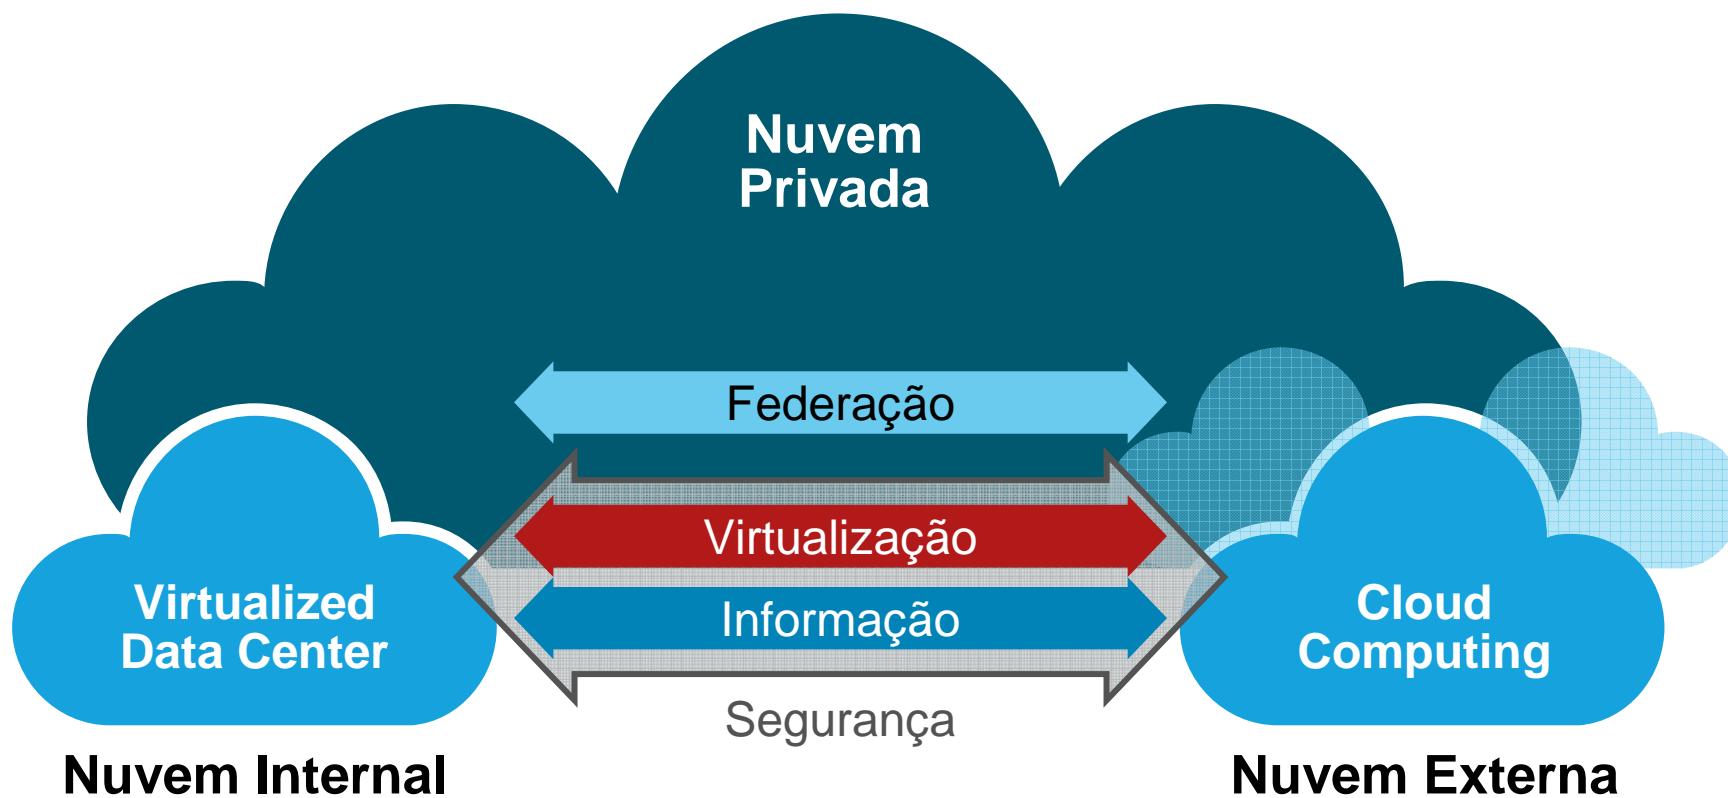 Nuvem
Privada
Federação
Virtualização
Informação
Segurança
Virtualized
Data Center
Nuvem Internal
Cloud
Computing
Nuvem Externa